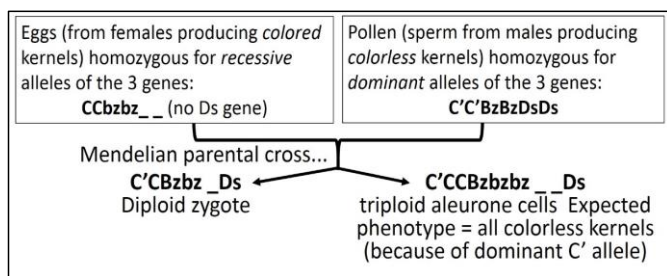 Eggs (from females producing colored
kernels) homozygous for recessive
alleles of the 3 genes:
CCbzbz_ _ (no Ds gene)
Pollen (sperm from males producing
colorless kernels) homozygous for
dominant alleles of the 3 genes:
C'C'BzBzDsDs
Mendelian parental cross...
C'CBzbz _Ds
Diploid zygote
C'CCBzbzbz _ _Ds
triploid aleurone cells Expected
phenotype = all colorless kernels
(because of dominant C' allele)